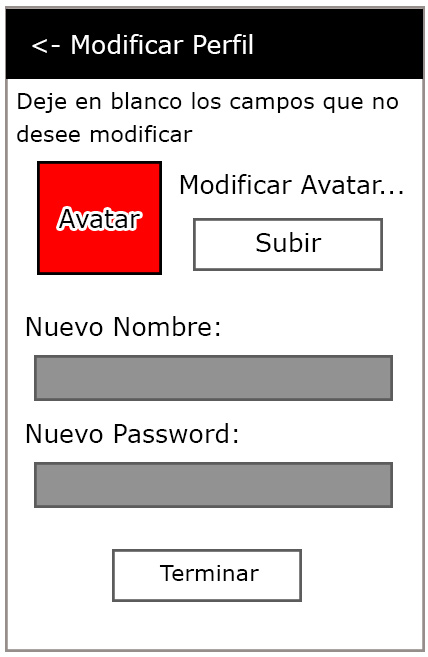 <- Modificar Perfil
Deje en blanco los campos que no
desee modificar
Avatar
Modificar Avatar...
Subir
Nuevo Nombre:
Nuevo Password:
Terminar